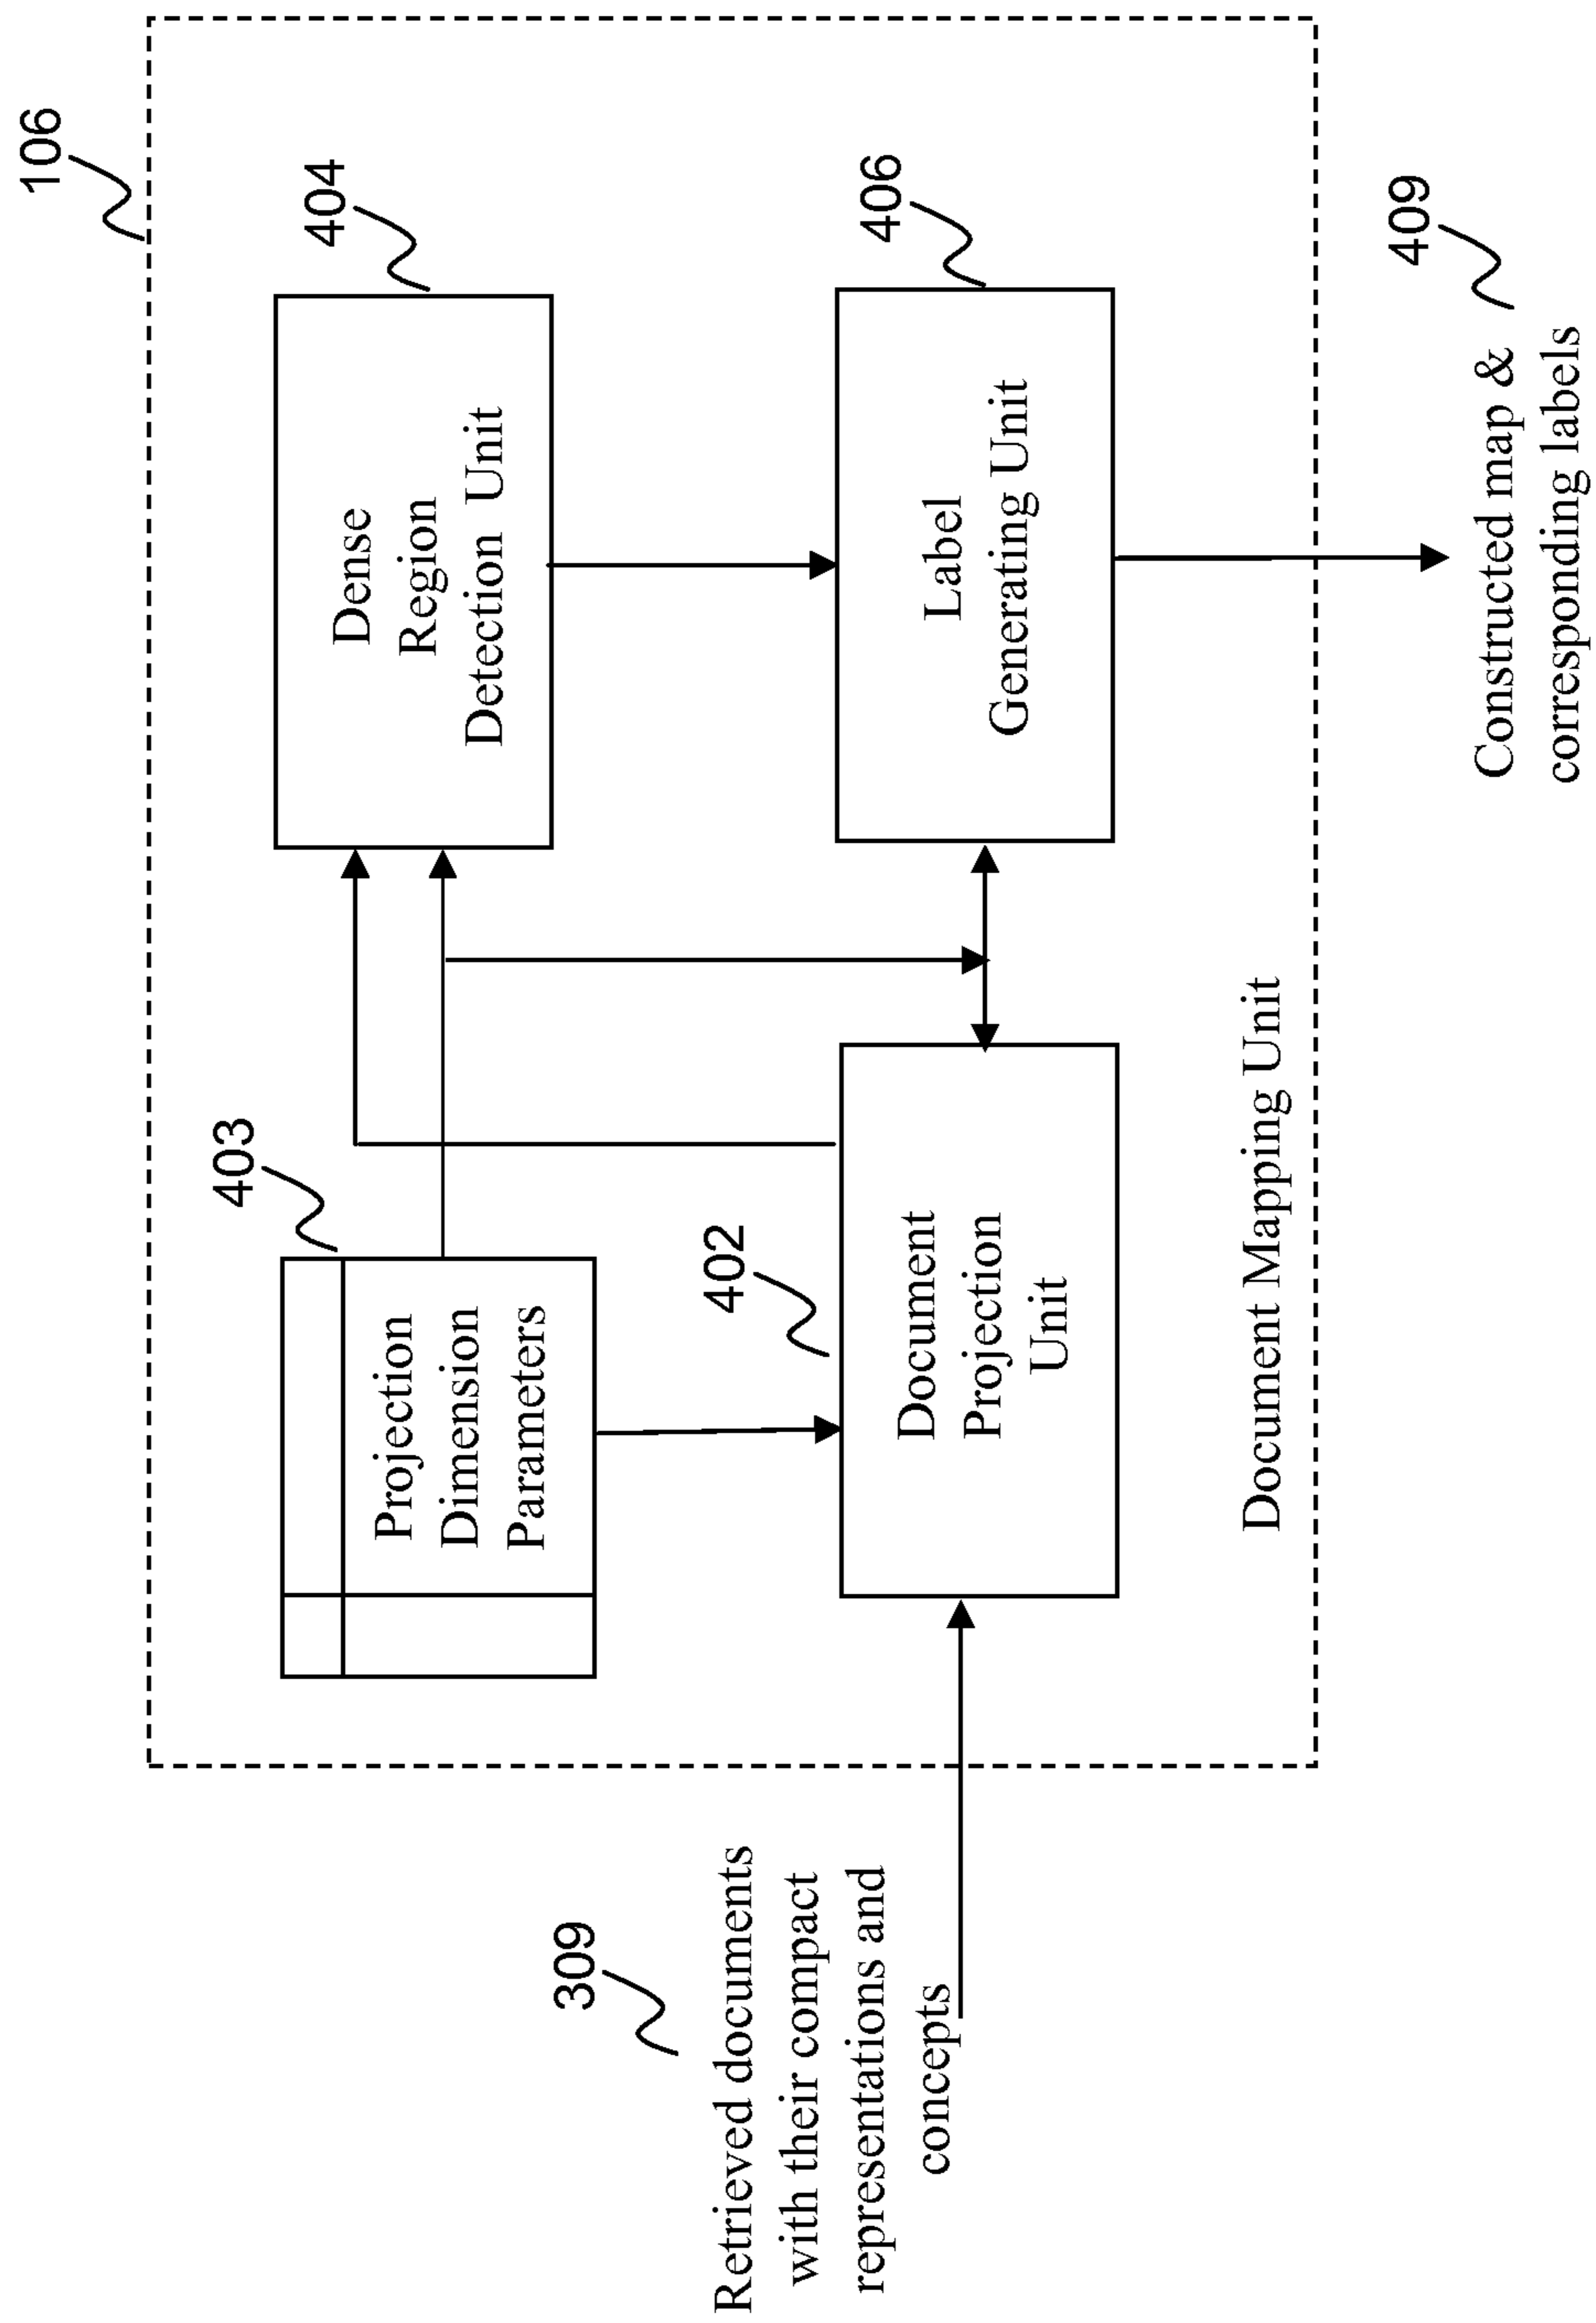 106
403
Projection
Dimension
Parameters
404
Dense
Region
Detection Unit
309
Retrieved documents
with their compact
representations and
concepts
402
Document
Projection
Unit
406
Label
Generating Unit
Document Mapping Unit
409
Constructed map &
corresponding labels